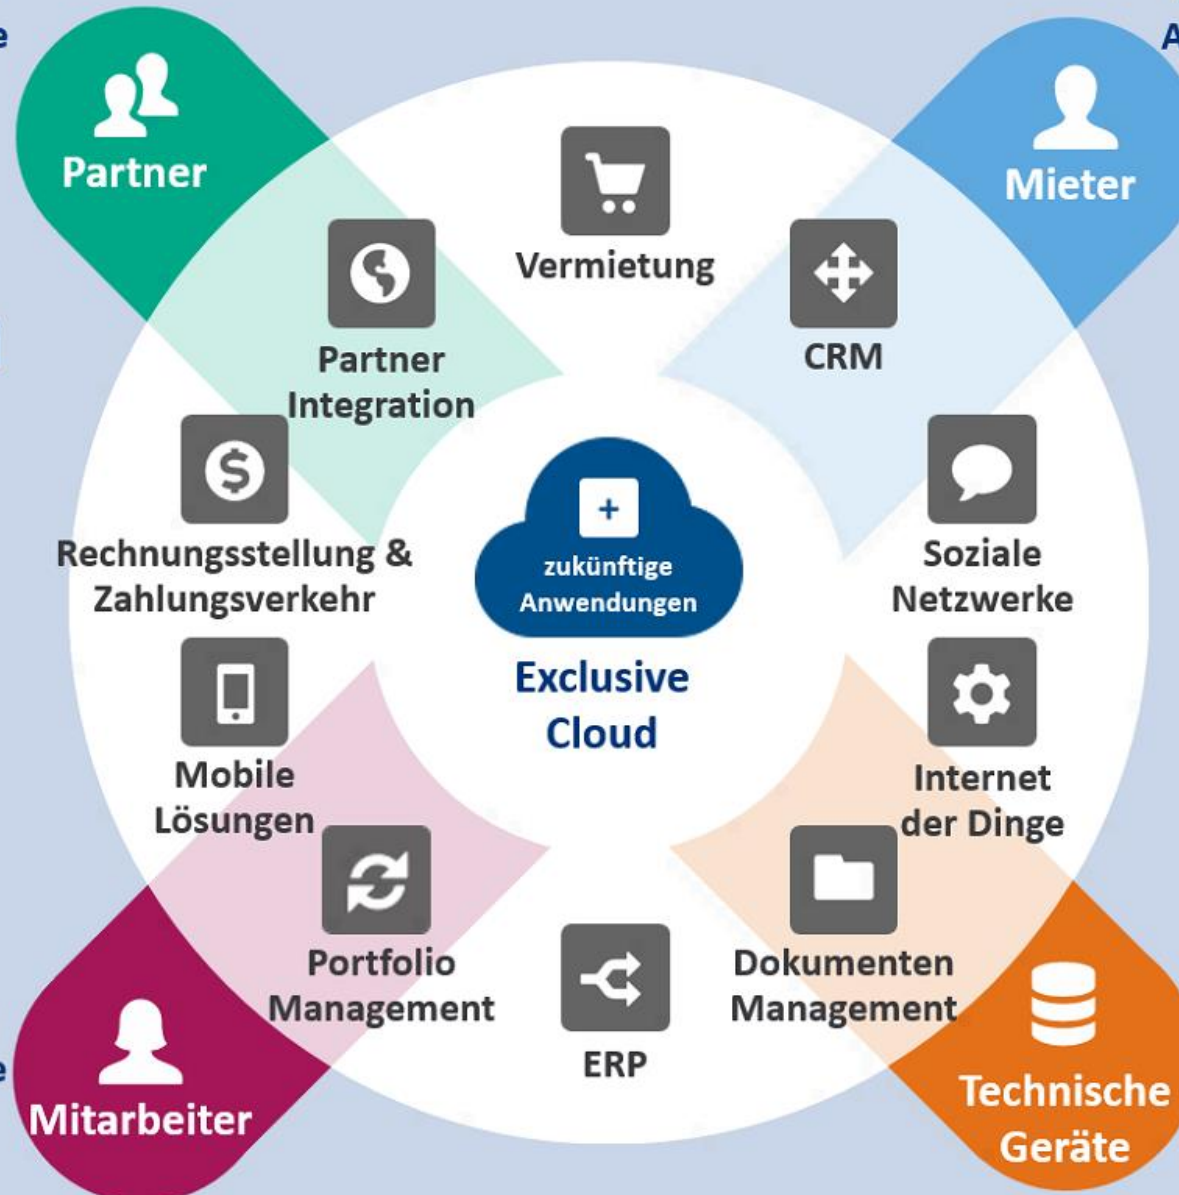 Partner
Mieter
Vermietung
Partner
Integration
CRM
Rechnungsstellung &
Zahlungsverkehr
Soziale
Netzwerke
+
zukünftige
Anwendungen
Exclusive
Cloud
Mobile
Lösungen
Internet
der Dinge
Portfolio
Management
ERP
Dokumenten
Management
Mitarbeiter
Technische
Geräte